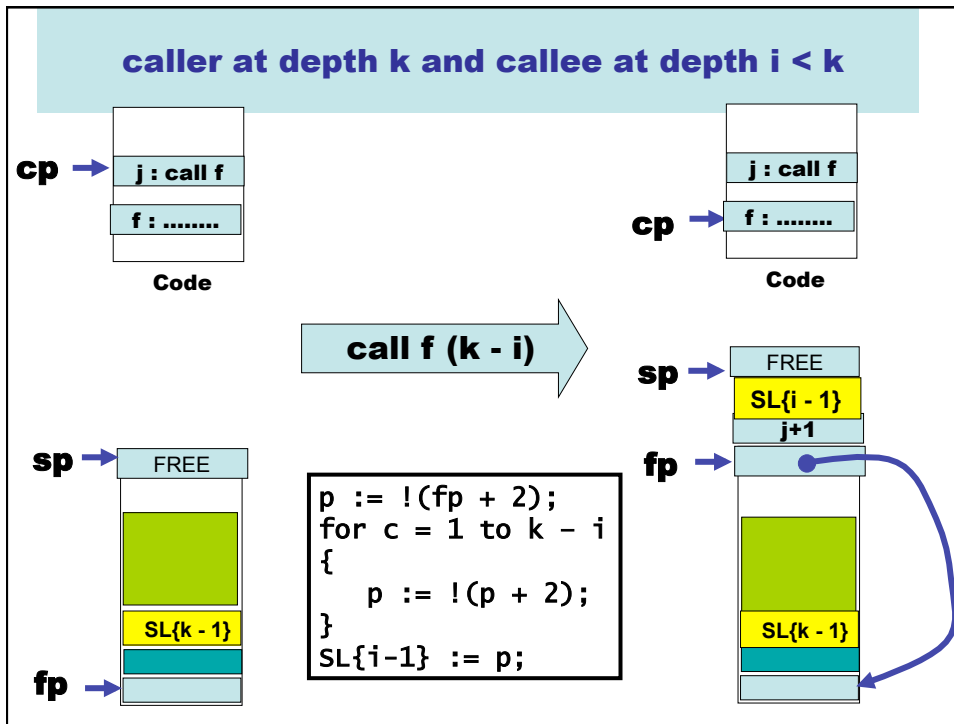 caller at depth k and callee at depth i < k
cp
j : call f
f : ........
Code
j : call f
cp
f : ........
Code
call f (k - i)
sp
FREE
SL{k - 1}
fp
p := !(fp + 2);
for c = 1 to k – i
{
p := !(p + 2);
}
SL{i-1} := p;
sp
FREE
SL{i - 1}
j+1
fp
SL{k - 1}